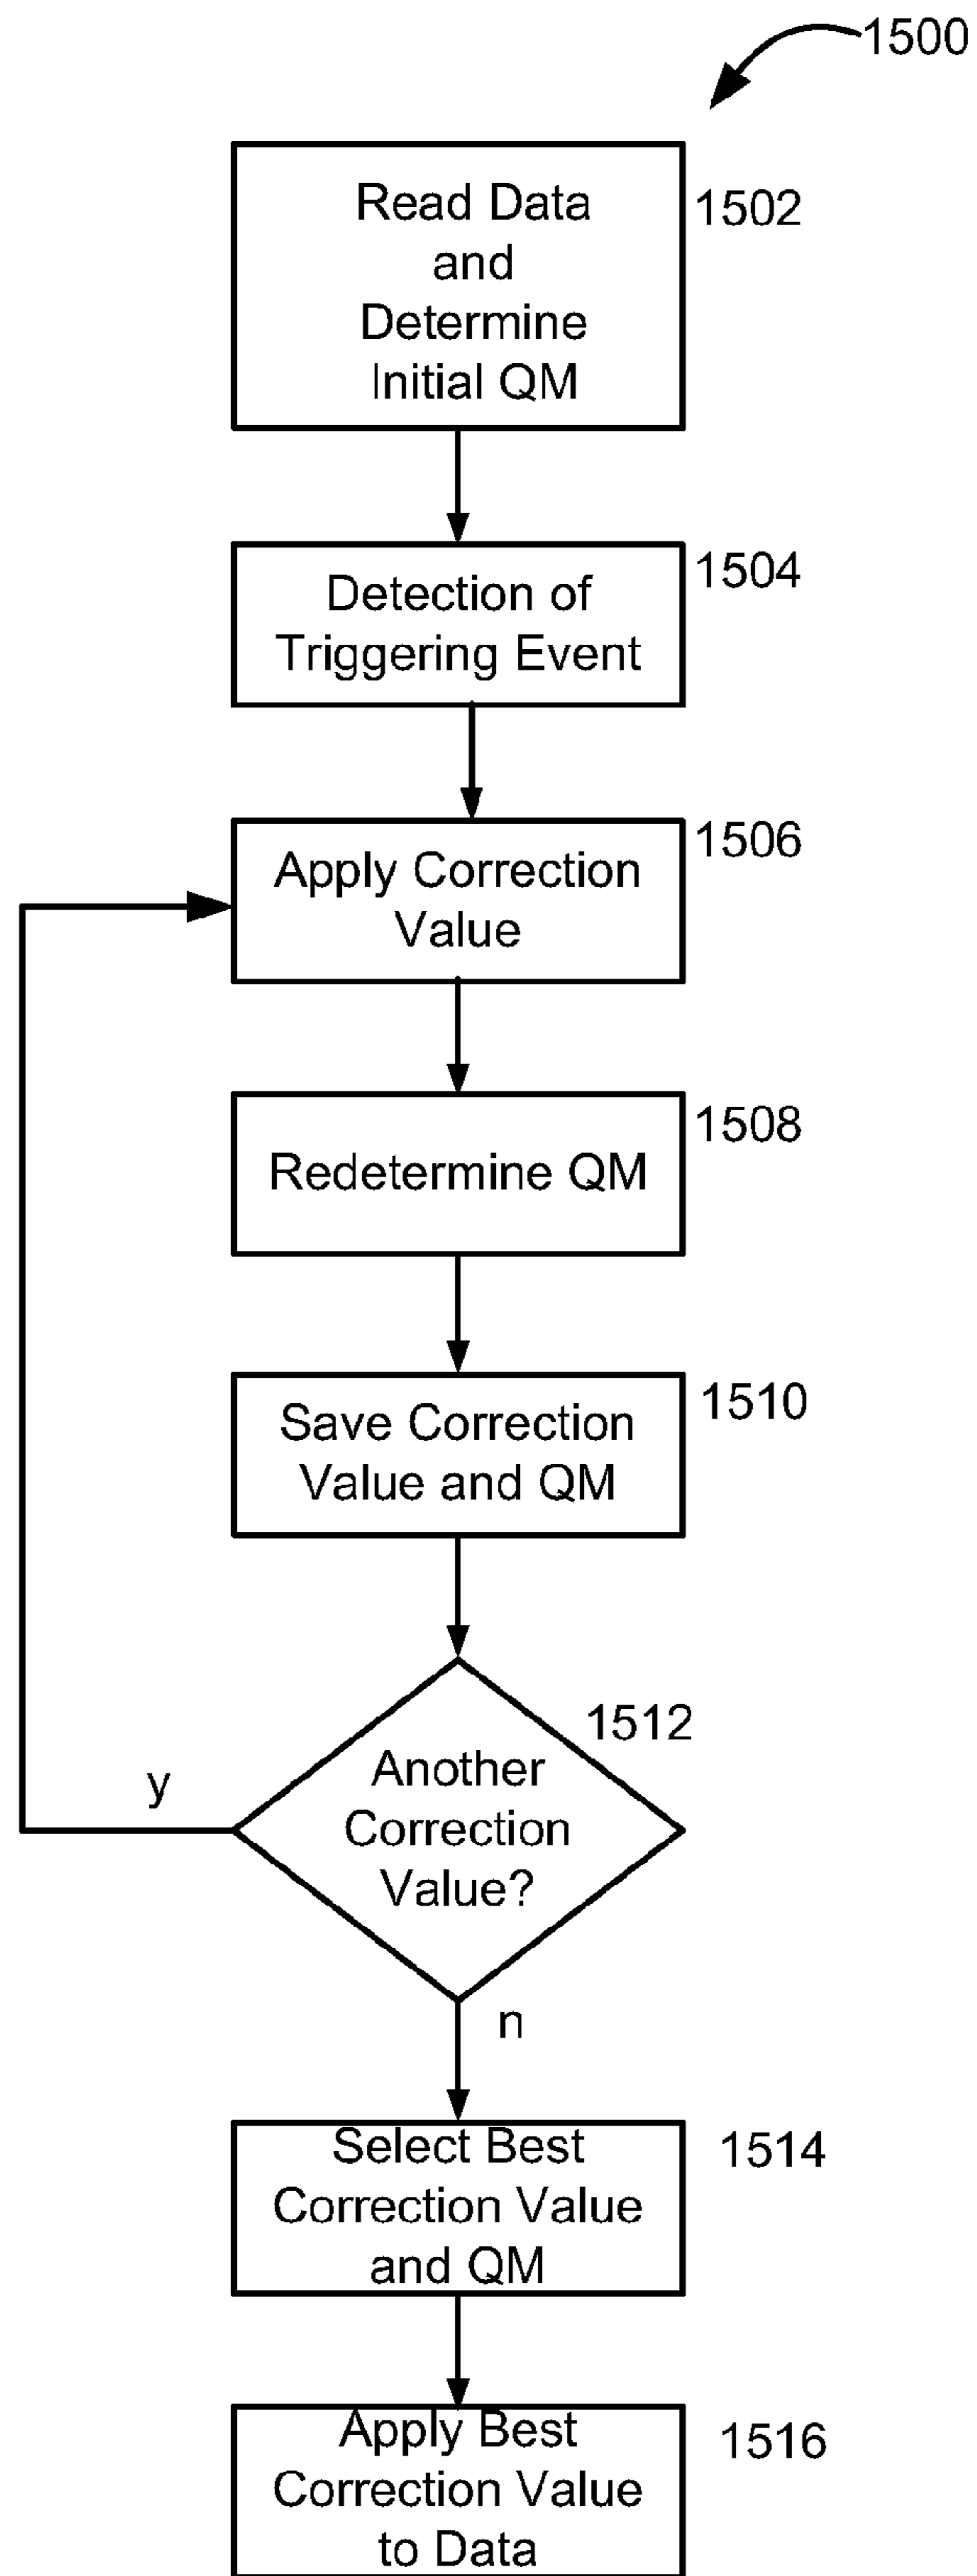 1500
Read Data
and
Determine
Initial QM
1502
Detection of
Triggering Event
1504
Apply Correction
Value
1506
Redetermine QM
1508
Save Correction
Value and QM
1510
Another
Correction
Value?
1512
y
n
Select Best
Correction Value
and QM
1514
Apply Best
Correction Value
to Data
1516